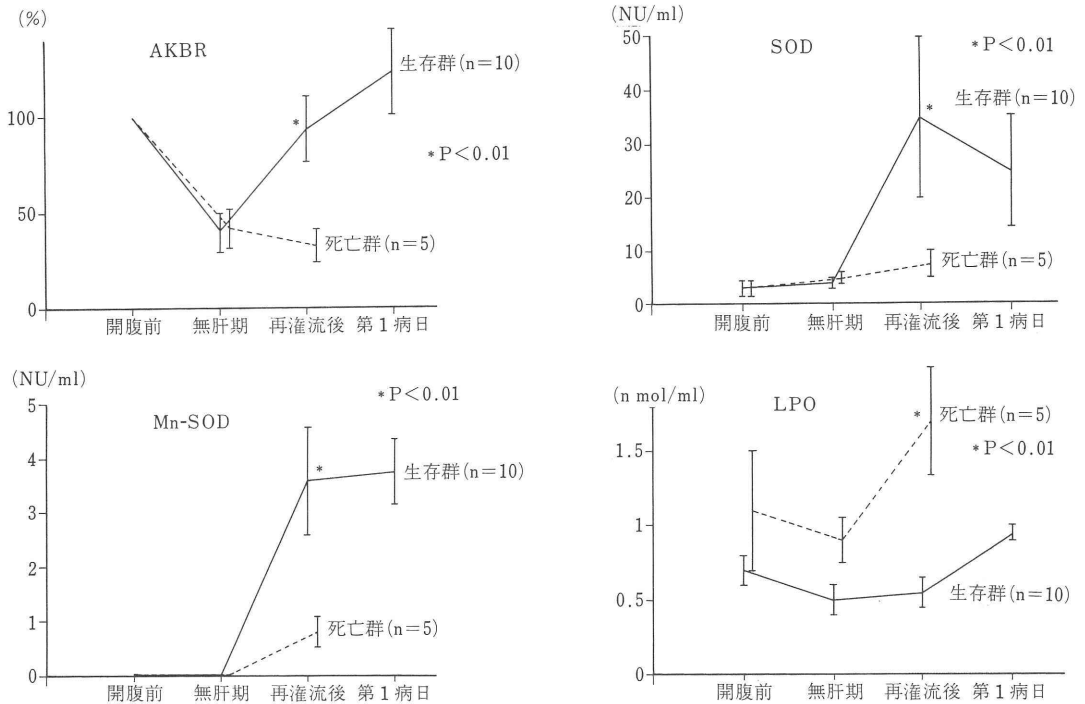 (%)
AKBR
100
50
0
生存群(n=10)
*
*P<0.01
死亡群(n=5)
開腹前 無肝期 再灌流後 第1病日
(NU/ml)
SOD
50
40
30
20
10
0
*P<0.01
生存群(n=10)
*
死亡群(n=5)
開腹前 無肝期 再灌流後 第1病日
(NU/ml)
Mn-SOD
5
4
3
2
1
0
*P<0.01
*
生存群(n=10)
死亡群(n=5)
開腹前 無肝期 再灌流後 第1病日
(n mol/ml)
LPO
1.5
1
0.5
0
*
死亡群(n=5)
*P<0.01
生存群(n=10)
開腹前 無肝期 再灌流後 第1病日